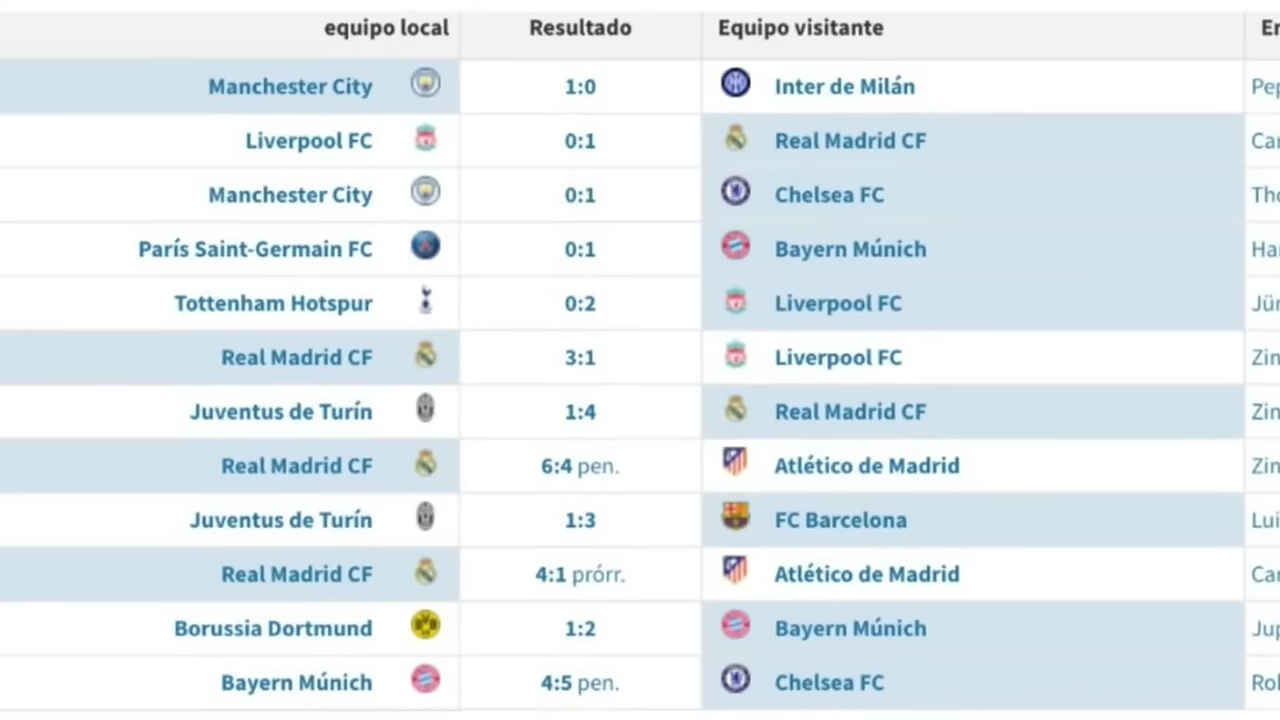 equipo local Resultado Equipo visitante
Manchester City 1:0 Inter de Milán
Liverpool FC 0:1 Real Madrid CF
Manchester City 0:1 Chelsea FC
París Saint-Germain FC 0:1 Bayern Múnich
Tottenham Hotspur 0:2 Liverpool FC
Real Madrid CF 3:1 Liverpool FC
Juventus de Turín 1:4 Real Madrid CF
Real Madrid CF 6:4 pen. Atlético de Madrid
Juventus de Turín 1:3 FC Barcelona
Real Madrid CF 4:1 prórr. Atlético de Madrid
Borussia Dortmund 1:2 Bayern Múnich
Bayern Múnich 4:5 pen. Chelsea FC